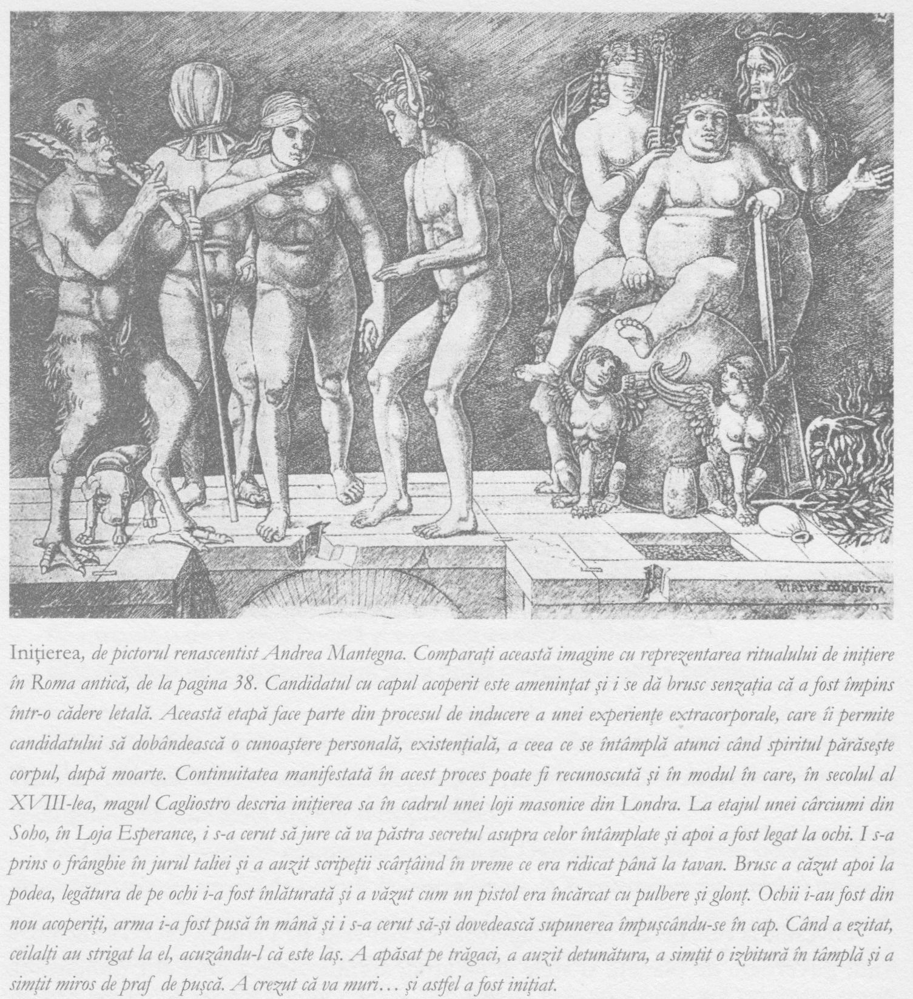 VIRTVS COMBVSTA
Inițierea, de pictorul renascentist Andrea Mantegna. Comparați această imagine cu reprezentarea ritualului de inițiere
în Roma antică, de la pagina 38. Candidatul cu capul acoperit este amenințat și i se dă brusc senzația că a fost împins
într-o cădere letală. Această etapă face parte din procesul de inducere a unei experiențe extracorporale, care îi permite
candidatului să dobândească o cunoaștere personală, existențială, a ceea ce se întâmplă atunci când spiritul părăsește
corpul, după moarte. Continuitatea manifestată în acest proces poate fi recunoscută și în modul în care, în secolul al
XVIII-lea, magul Cagliostro descria inițierea sa în cadrul unei loji masonice din Londra. La etajul unei cârciumi din
Soho, în Loja Esperance, i s-a cerut să jure că va păstra secretul asupra celor întâmplate și apoi a fost legat la ochi. I s-a
prins o frânghie în jurul taliei și a auzit scripeții scârțâind în vreme ce era ridicat până la tavan. Brusc a căzut apoi la
podea, legătura de pe ochi i-a fost înlăturată și a văzut cum un pistol era încărcat cu pulbere și glonț. Ochii i-au fost din
nou acoperiți, arma i-a fost pusă în mână și i s-a cerut să-și dovedească supunerea împușcându-se în cap. Când a ezitat,
ceilalți au strigat la el, acuzându-l că este laș. A apăsat pe trăgaci, a auzit detunătura, a simțit o izbitură în tâmplă și a
simțit miros de praf de pușcă. A crezut că va muri… și astfel a fost inițiat.